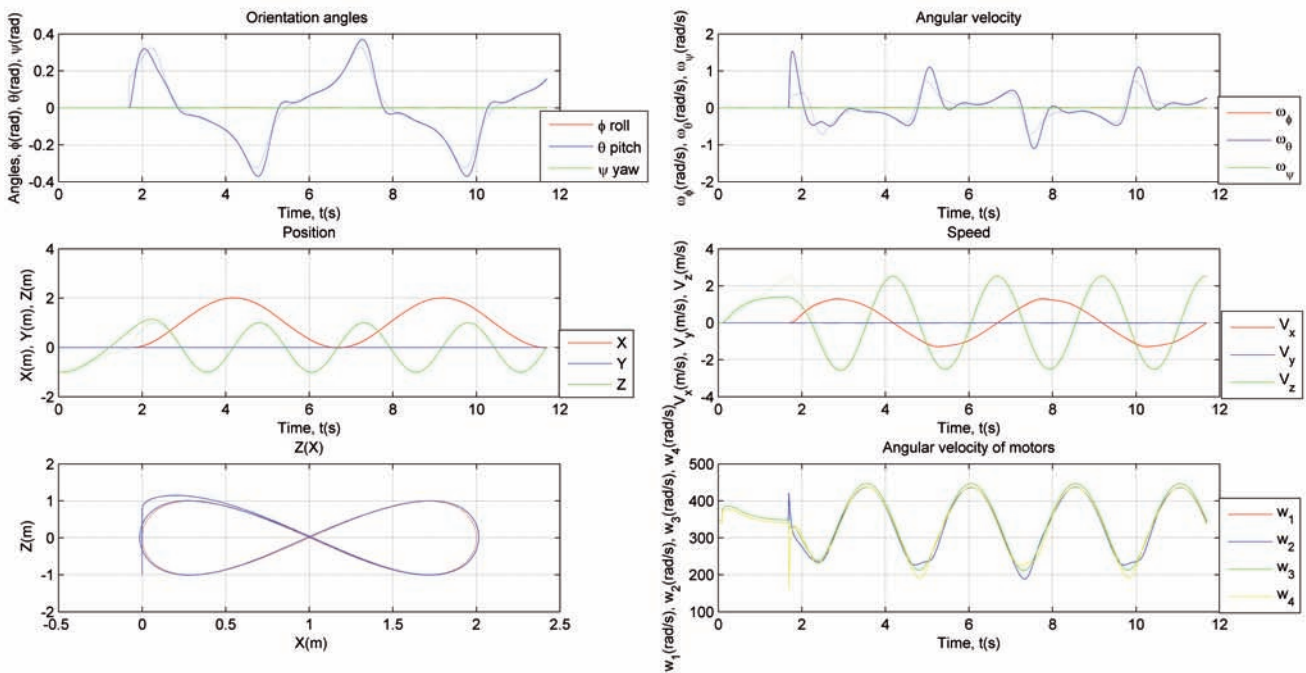 Orientation angles
Angles, ϕ(rad), θ(rad), ψ(rad)
0.4
0.2
0
-0.2
-0.4
0 2 4 6 8 10 12
Time, t(s)
ϕ roll
θ pitch
ψ yaw
Angular velocity
ω_ϕ(rad/s), ω_θ(rad/s), ω_ψ(rad/s)
2
1
0
-1
-2
0 2 4 6 8 10 12
Time, t(s)
ω_ϕ
ω_θ
ω_ψ
Position
X(m), Y(m), Z(m)
4
2
0
-2
0 2 4 6 8 10 12
Time, t(s)
X
Y
Z
Speed
V_x(m/s), V_y(m/s), V_z(m/s)
4
2
0
-2
-4
0 2 4 6 8 10 12
Time, t(s)
V_x
V_y
V_z
Z(X)
Z(m)
2
1
0
-1
-2
-0.5 0 0.5 1 1.5 2 2.5
X(m)
Angular velocity of motors
w_1(rad/s), w_2(rad/s), w_3(rad/s), w_4(rad/s)
500
400
300
200
100
0 2 4 6 8 10 12
Time, t(s)
w_1
w_2
w_3
w_4